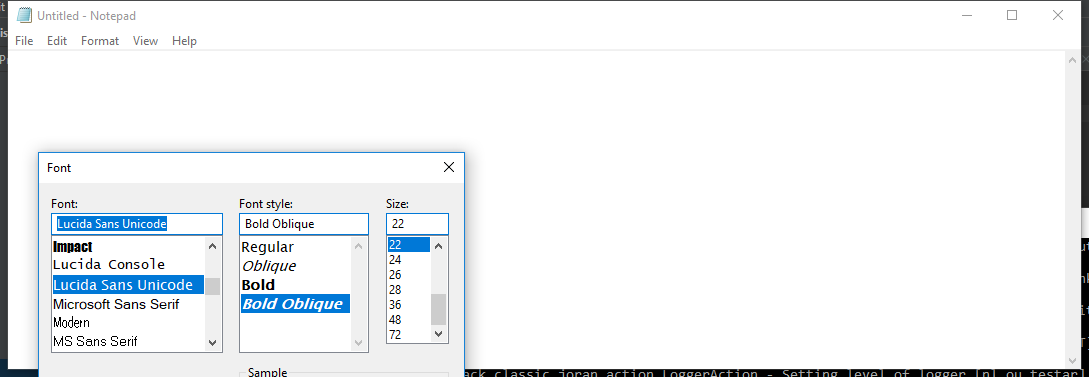 Untitled - Notepad
File Edit Format View Help
Font
Font: Font style: Size:
Lucida Sans Unicode Bold Oblique 22
Impact
Lucida Console
Lucida Sans Unicode
Microsoft Sans Serif
Modern
MS Sans Serif
Regular
Oblique
Bold
Bold Oblique
22
24
26
28
36
48
72
Sample
ack classic joran action LoggerAction - Setting level of logger [nl ou testar]